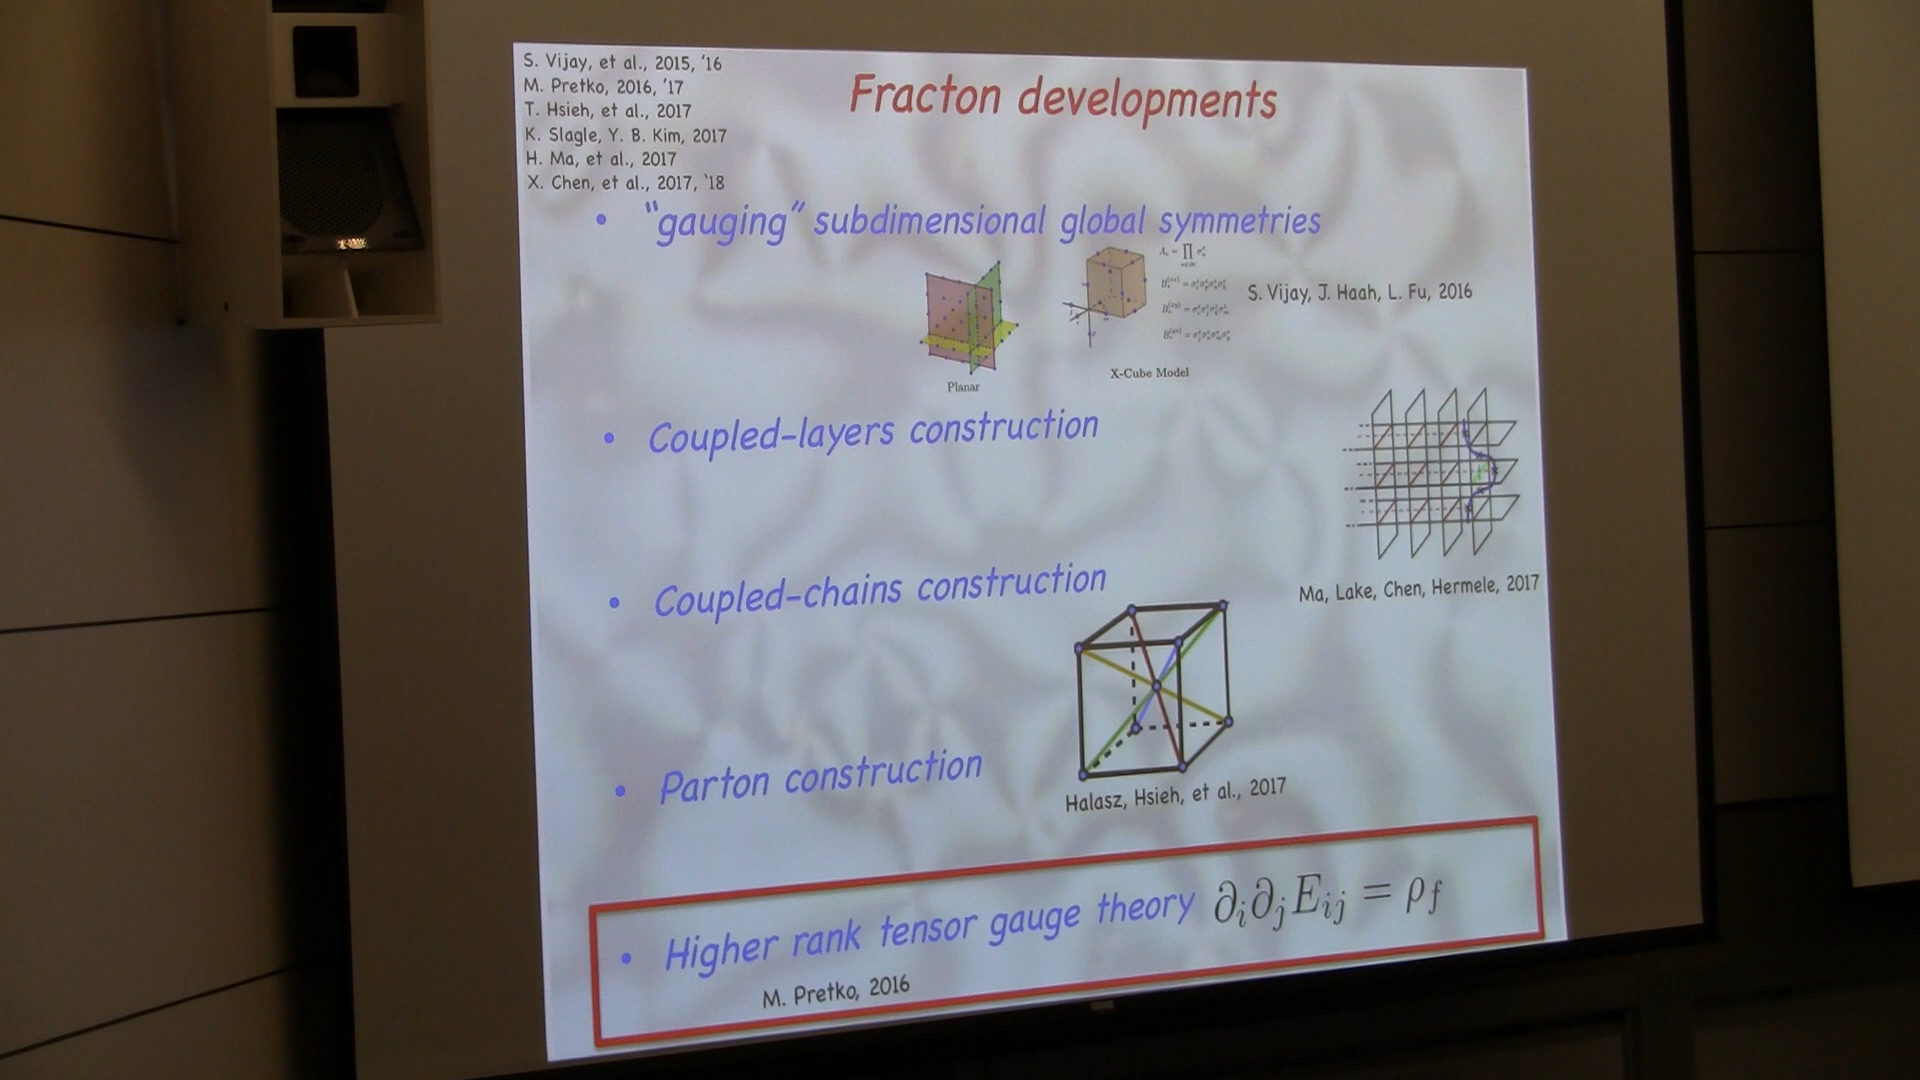 S. Vijay, et al., 2015, '16
M. Pretko, 2016, '17
T. Hsieh, et al., 2017
K. Slagle, Y. B. Kim, 2017
H. Ma, et al., 2017
X. Chen, et al., 2017, '18
Fracton developments
• "gauging" subdimensional global symmetries
S. Vijay, J. Haah, L. Fu, 2016
Planar
X-Cube Model
• Coupled-layers construction
Ma, Lake, Chen, Hermele, 2017
• Coupled-chains construction
Halasz, Hsieh, et al., 2017
• Parton construction
• Higher rank tensor gauge theory ∂ᵢ∂ⱼEᵢⱼ = ρf
M. Pretko, 2016